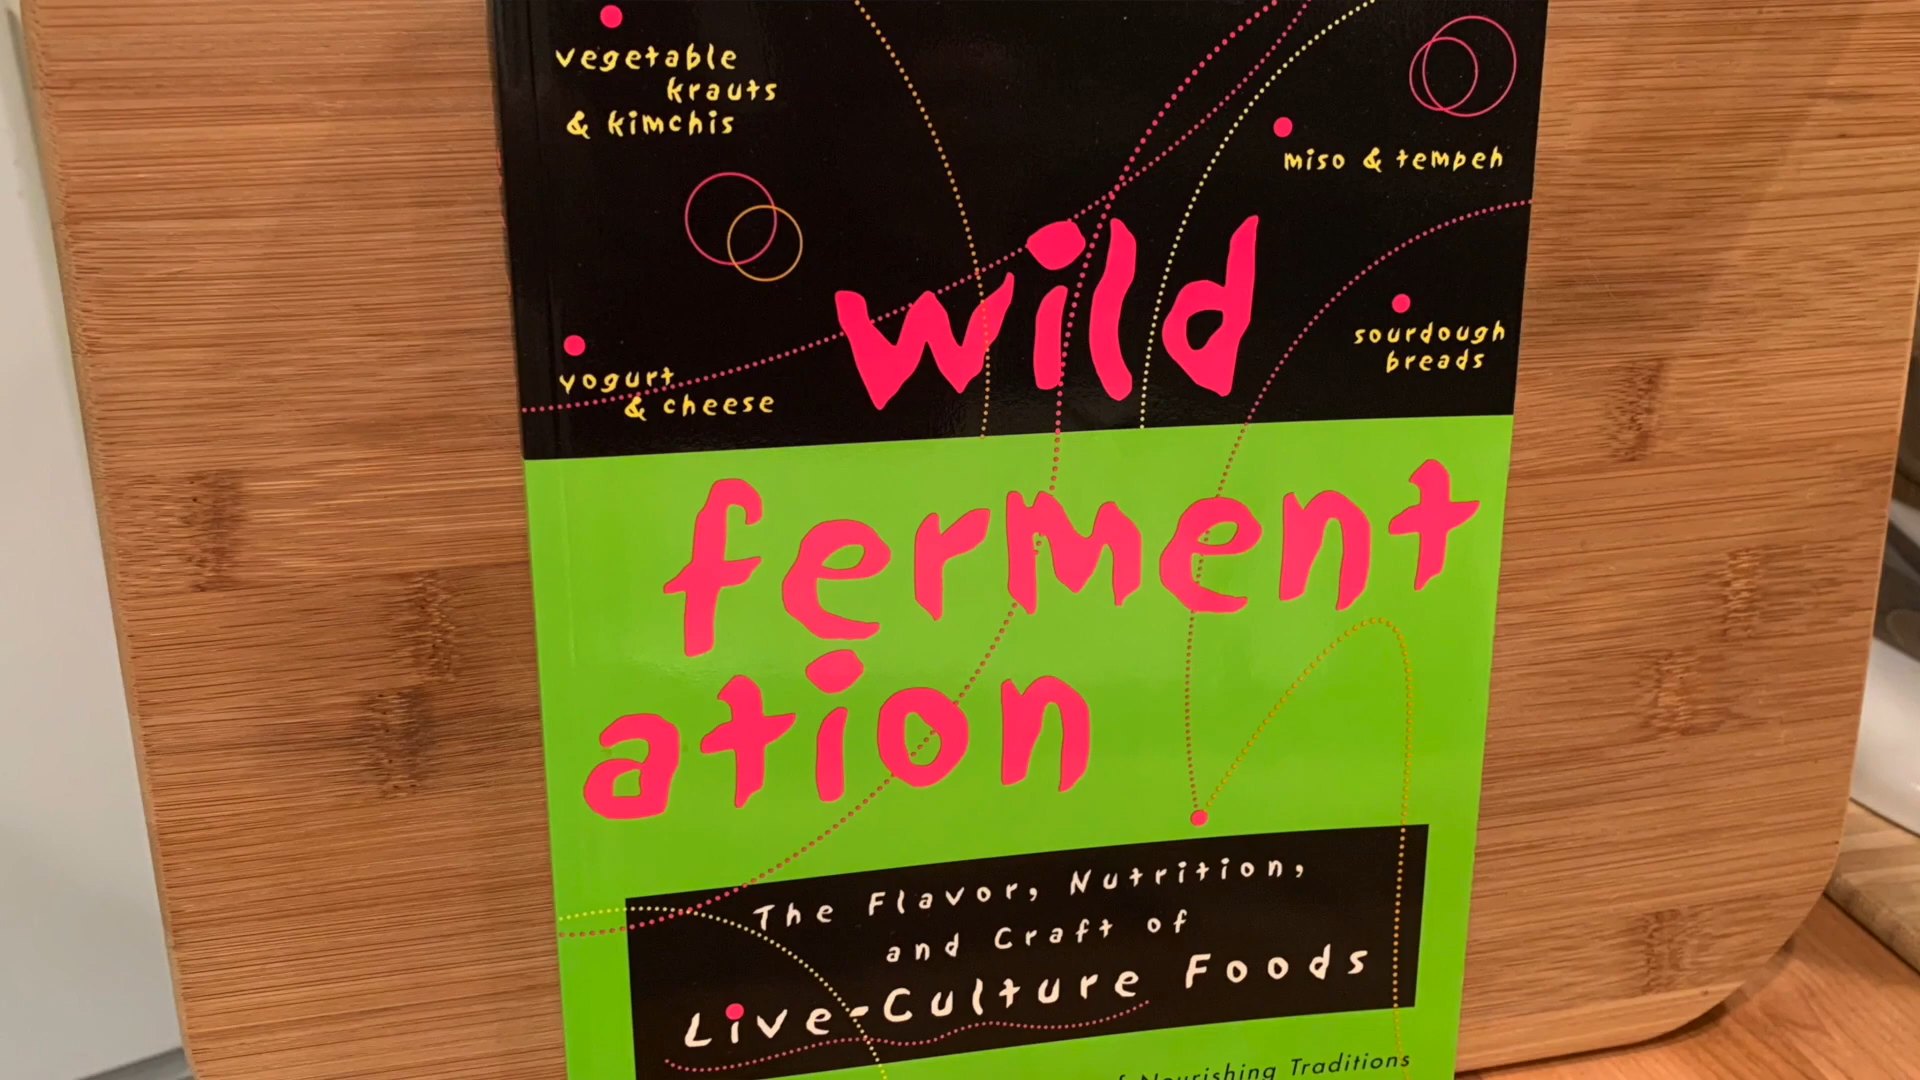 vegetable
krauts
& kimchis
miso & tempeh
wild
sourdough
breads
yogurt
& cheese
ferment
ation
The Flavor, Nutrition,
and Craft of
Live-Culture Foods
Nourishing Traditions